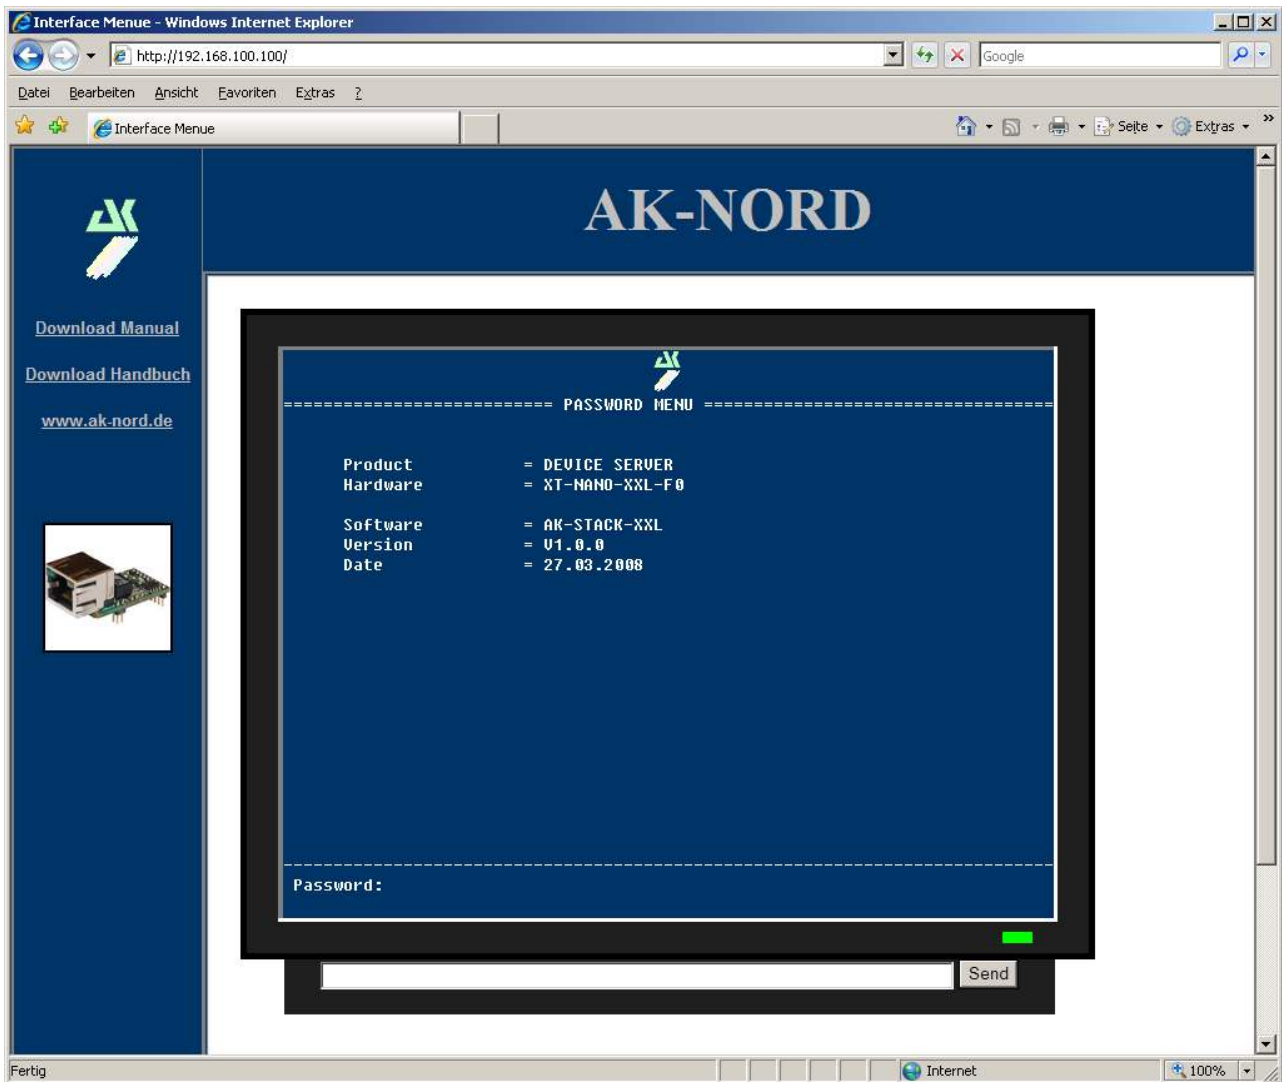 Interface Menue - Windows Internet Explorer
http://192.168.100.100/
Google
Datei Bearbeiten Ansicht Favoriten Extras ?
Interface Menue
Seite Extras »
AK
AK-NORD
Download Manual
Download Handbuch
www.ak-nord.de
AK
=========================== PASSWORD MENU ===================================
Product = DEVICE SERVER
Hardware = XT-NANO-XXL-F0
Software = AK-STACK-XXL
Version = V1.0.0
Date = 27.03.2008
Password:
Send
Fertig
Internet
100%